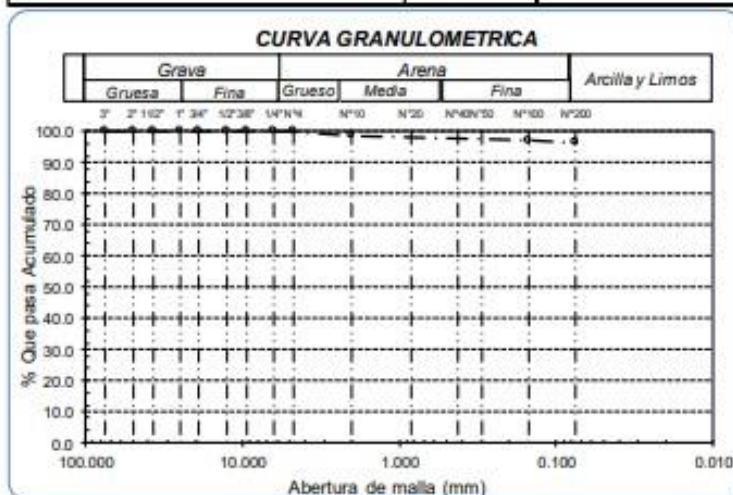 CURVA GRANULOMETRICA
Grava Arena Arcilla y Limos
Gruesa Fina Grueso Media Fina
3" 2" 1 1/2" 1" 3/4" 1/2" 3/8" 1/4" N°4 N°10 N°20 N°40 N°50 N°100 N°200
% Que pasa Acumulado
100.0
90.0
80.0
70.0
60.0
50.0
40.0
30.0
20.0
10.0
0.0
100.000 10.000 1.000 0.100 0.010
Abertura de malla (mm)